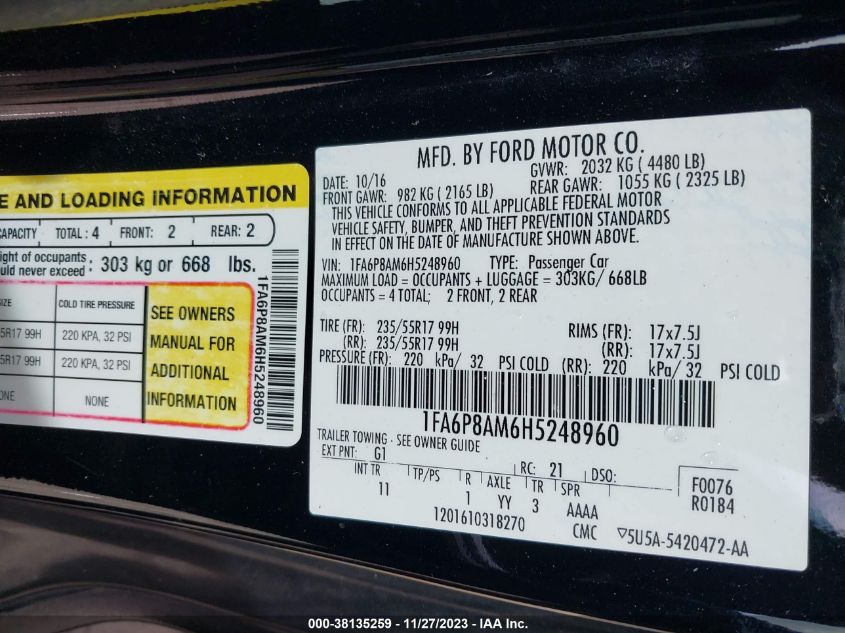 E AND LOADING INFORMATION
CAPACITY TOTAL : 4 FRONT: 2 REAR: 2
ight of occupants
uld never exceed : 303 kg or 668 lbs.
IZE COLD TIRE PRESSURE
5R17 99H 220 KPA, 32 PSI
5R17 99H 220 KPA, 32 PSI
ONE NONE
SEE OWNERS
MANUAL FOR
ADDITIONAL
INFORMATION
1FA6P8AM6H5248960
MFD. BY FORD MOTOR CO.
DATE: 10/16 GVWR: 2032 KG ( 4480 LB)
FRONT GAWR: 982 KG ( 2165 LB) REAR GAWR: 1055 KG ( 2325 LB)
THIS VEHICLE CONFORMS TO ALL APPLICABLE FEDERAL MOTOR
VEHICLE SAFETY, BUMPER, AND THEFT PREVENTION STANDARDS
IN EFFECT ON THE DATE OF MANUFACTURE SHOWN ABOVE.
VIN: 1FA6P8AM6H5248960 TYPE: Passenger Car
MAXIMUM LOAD = OCCUPANTS + LUGGAGE = 303KG/ 668LB
OCCUPANTS = 4 TOTAL; 2 FRONT, 2 REAR
TIRE (FR): 235/55R17 99H RIMS (FR): 17x7.5J
(RR): 235/55R17 99H (RR): 17x7.5J
PRESSURE (FR): 220 kPa/ 32 PSI COLD (RR): 220 kPa/ 32 PSI COLD
1FA6P8AM6H5248960
TRAILER TOWING - SEE OWNER GUIDE
EXT PNT: G1 RC: 21 DSO: F0076
INT TR TP/PS R AXLE TR SPR R0184
11 1 YY 3 AAAA
1201610318270 CMC ▽5U5A-5420472-AA
000-38135259 - 11/27/2023 - IAA Inc.